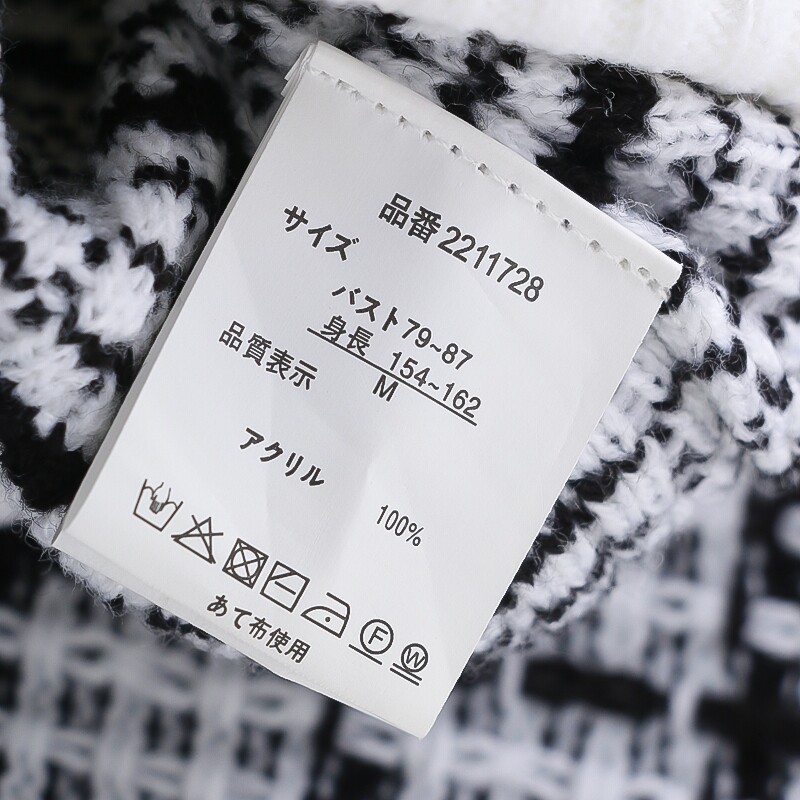 品番2211728
サイズ
バスト79~87
身長 154~162
M
品質表示
アクリル
100%
F
W
あて布使用